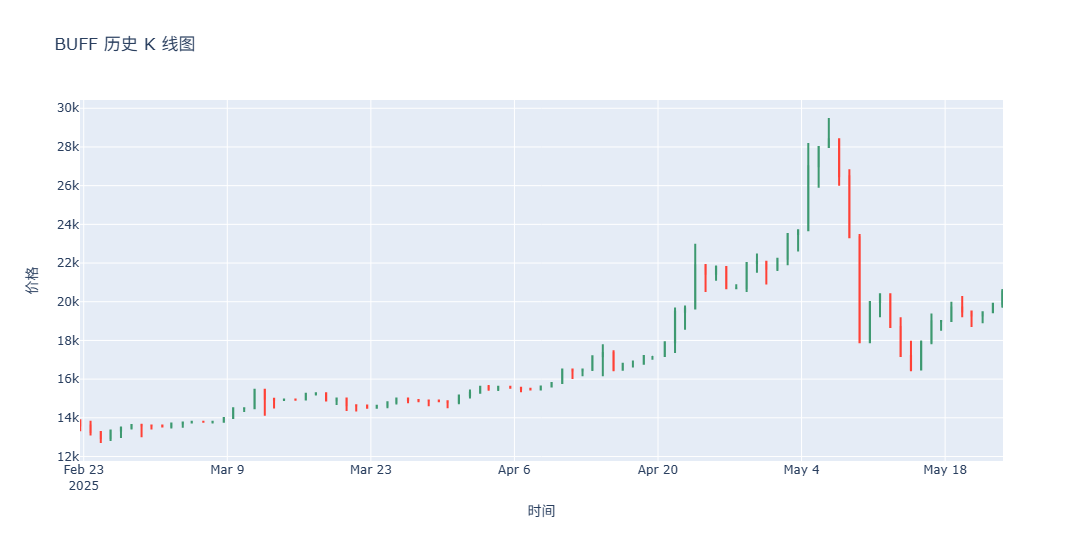 BUFF 历史 K 线图
30k
28k
26k
24k
22k
20k
18k
16k
14k
12k
价格
Feb 23
2025
Mar 9
Mar 23
Apr 6
Apr 20
May 4
May 18
时间